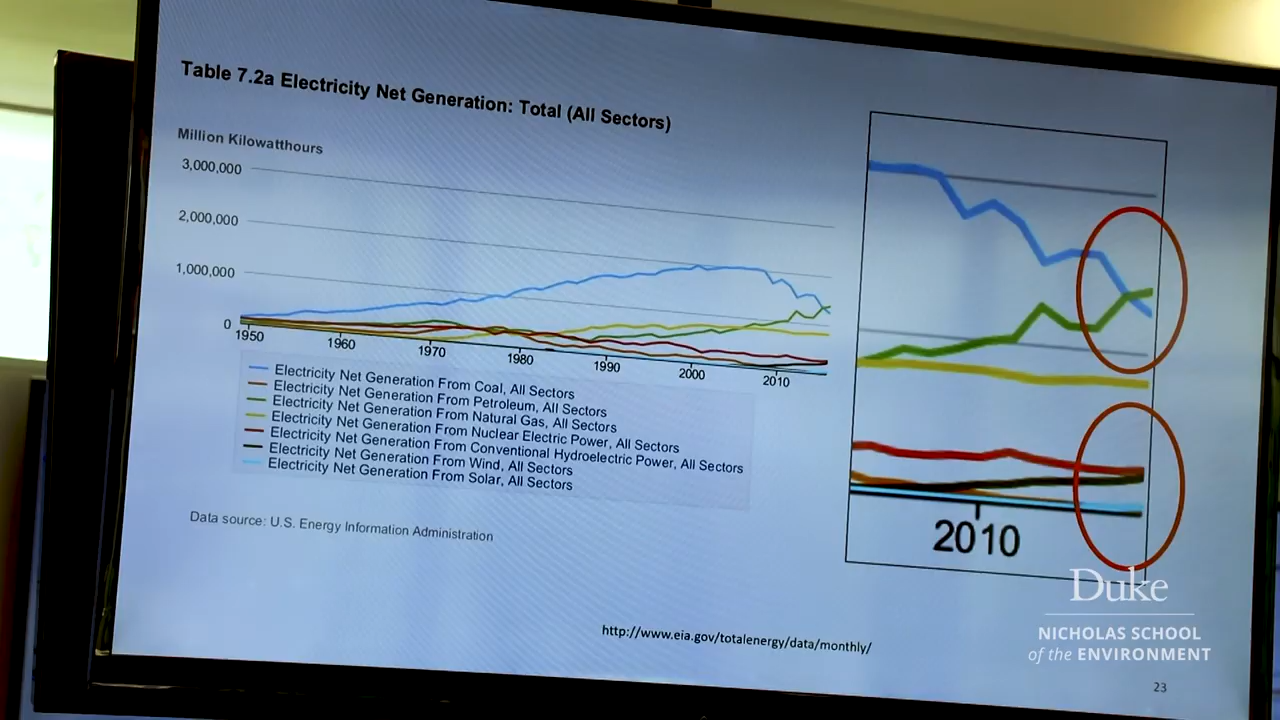 Table 7.2a Electricity Net Generation: Total (All Sectors)
Million Kilowatthours
3,000,000
2,000,000
1,000,000
0
1950 1960 1970 1980 1990 2000 2010
Electricity Net Generation From Coal, All Sectors
Electricity Net Generation From Petroleum, All Sectors
Electricity Net Generation From Natural Gas, All Sectors
Electricity Net Generation From Nuclear Electric Power, All Sectors
Electricity Net Generation From Conventional Hydroelectric Power, All Sectors
Electricity Net Generation From Wind, All Sectors
Electricity Net Generation From Solar, All Sectors
Data source: U.S. Energy Information Administration
2010
http://www.eia.gov/totalenergy/data/monthly/
Duke
NICHOLAS SCHOOL
of the ENVIRONMENT
23